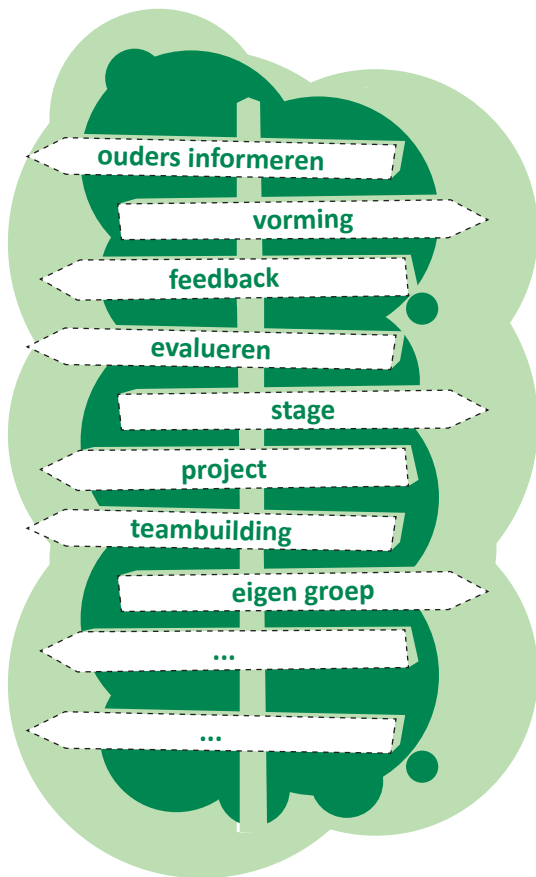 ouders informeren
vorming
feedback
evalueren
stage
project
teambuilding
eigen groep
...
...